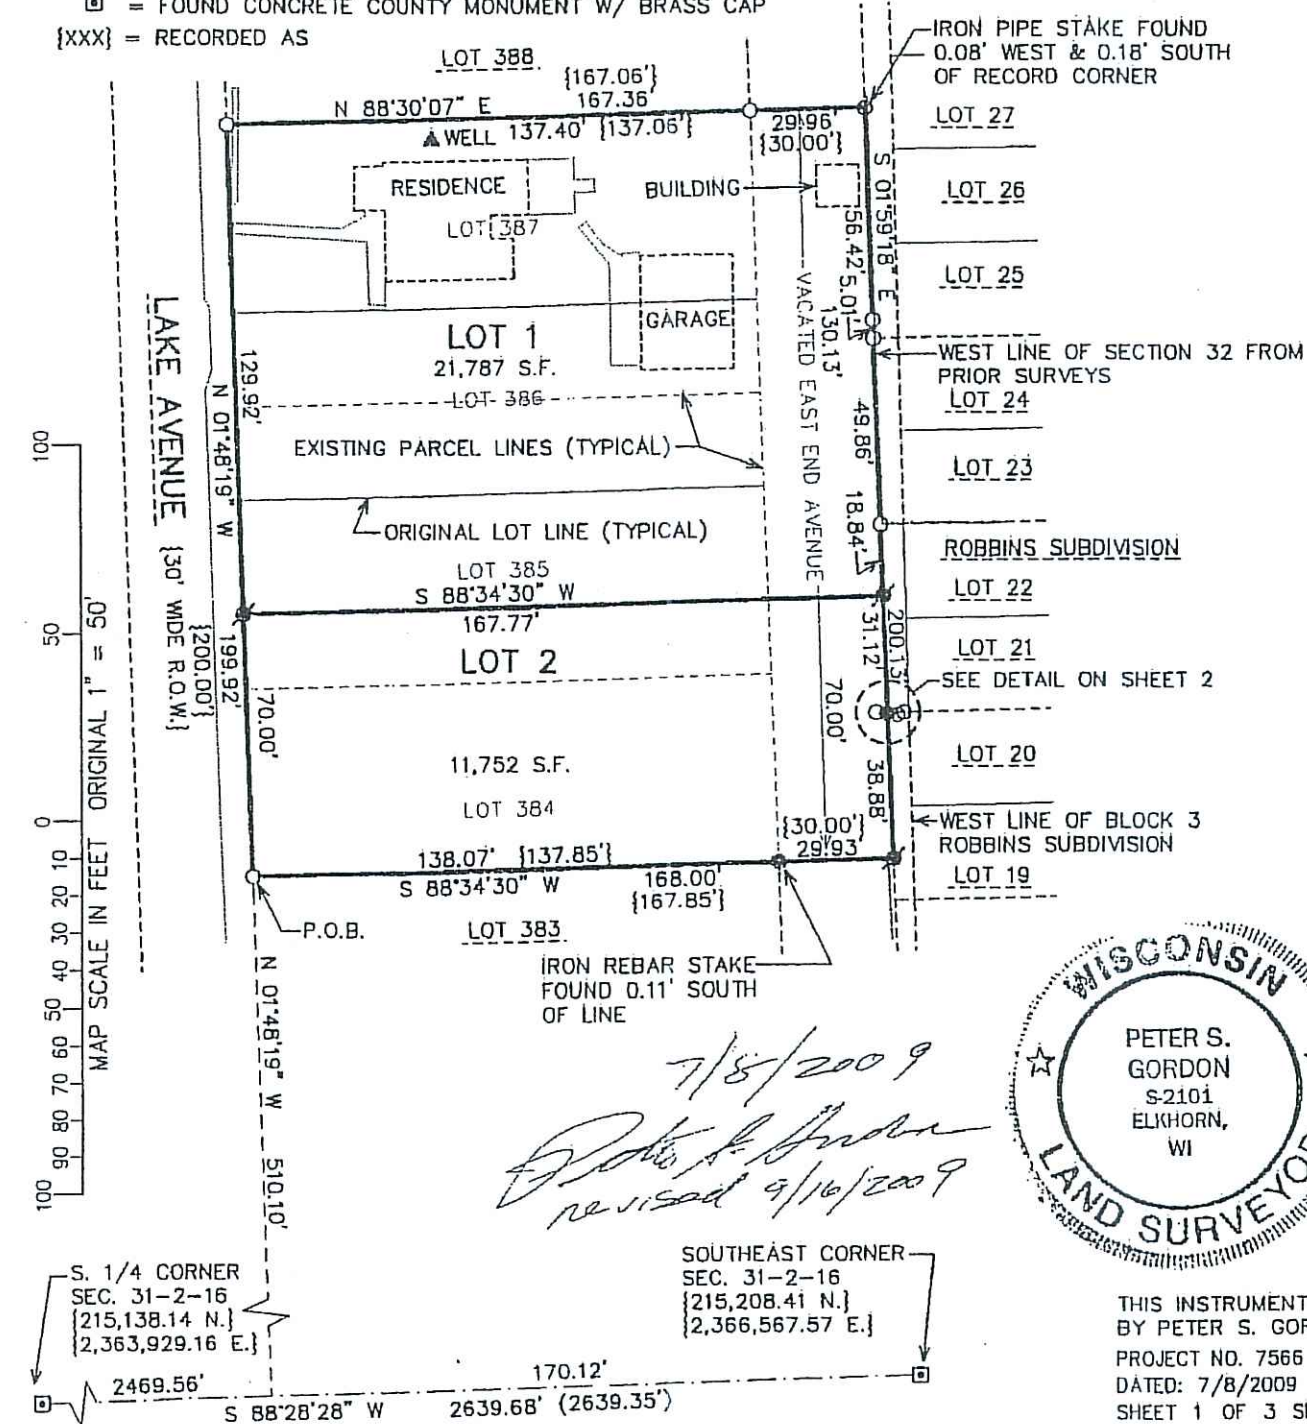 = FOUND CONCRETE COUNTY MONUMENT W/ BRASS CAP
{XXX} = RECORDED AS
IRON PIPE STAKE FOUND
0.08' WEST & 0.18' SOUTH
OF RECORD CORNER
LOT 388
{167.06'}
N 88°30'07" E 167.36'
WELL 137.40' {137.06'}
29.96'
{30.00'}
LOT 27
RESIDENCE
BUILDING
LOT 26
LOT 387
S 01°59'18" E
56.42'
5.01'
LOT 25
VACATED EAST END AVENUE
130.13'
GARAGE
LOT 1
21,787 S.F.
WEST LINE OF SECTION 32 FROM
PRIOR SURVEYS
LOT 386
LOT 24
LAKE AVENUE {30' WIDE R.O.W.}
129.92'
N 01°48'19" W
EXISTING PARCEL LINES (TYPICAL)
49.86'
LOT 23
ORIGINAL LOT LINE (TYPICAL)
18.84'
ROBBINS SUBDIVISION
LOT 385
S 88°34'30" W
167.77'
LOT 22
199.92'
{200.00'}
31.12'
200.13'
LOT 21
LOT 2
SEE DETAIL ON SHEET 2
70.00'
70.00'
LOT 20
11,752 S.F.
LOT 384
38.88'
{30.00'}
29.93
WEST LINE OF BLOCK 3
ROBBINS SUBDIVISION
138.07' {137.85'}
S 88°34'30" W 168.00'
{167.85'}
LOT 19
P.O.B.
LOT 383
IRON REBAR STAKE
FOUND 0.11' SOUTH
OF LINE
100
50
0
10
20
30
40
50
60
70
80
90
100
MAP SCALE IN FEET ORIGINAL 1" = 50'
N 01°48'19" W 510.10'
7/8/2009
revised 9/16/2009
WISCONSIN
PETER S.
GORDON
S-2101
ELKHORN,
WI
LAND SURVEYOR
S. 1/4 CORNER
SEC. 31-2-16
{215,138.14 N.}
{2,363,929.16 E.}
SOUTHEAST CORNER
SEC. 31-2-16
{215,208.41 N.}
{2,366,567.57 E.}
THIS INSTRUMENT
BY PETER S. GOR
PROJECT NO. 7566
DATED: 7/8/2009
SHEET 1 OF 3 S
2469.56'
170.12'
S 88°28'28" W 2639.68' (2639.35')